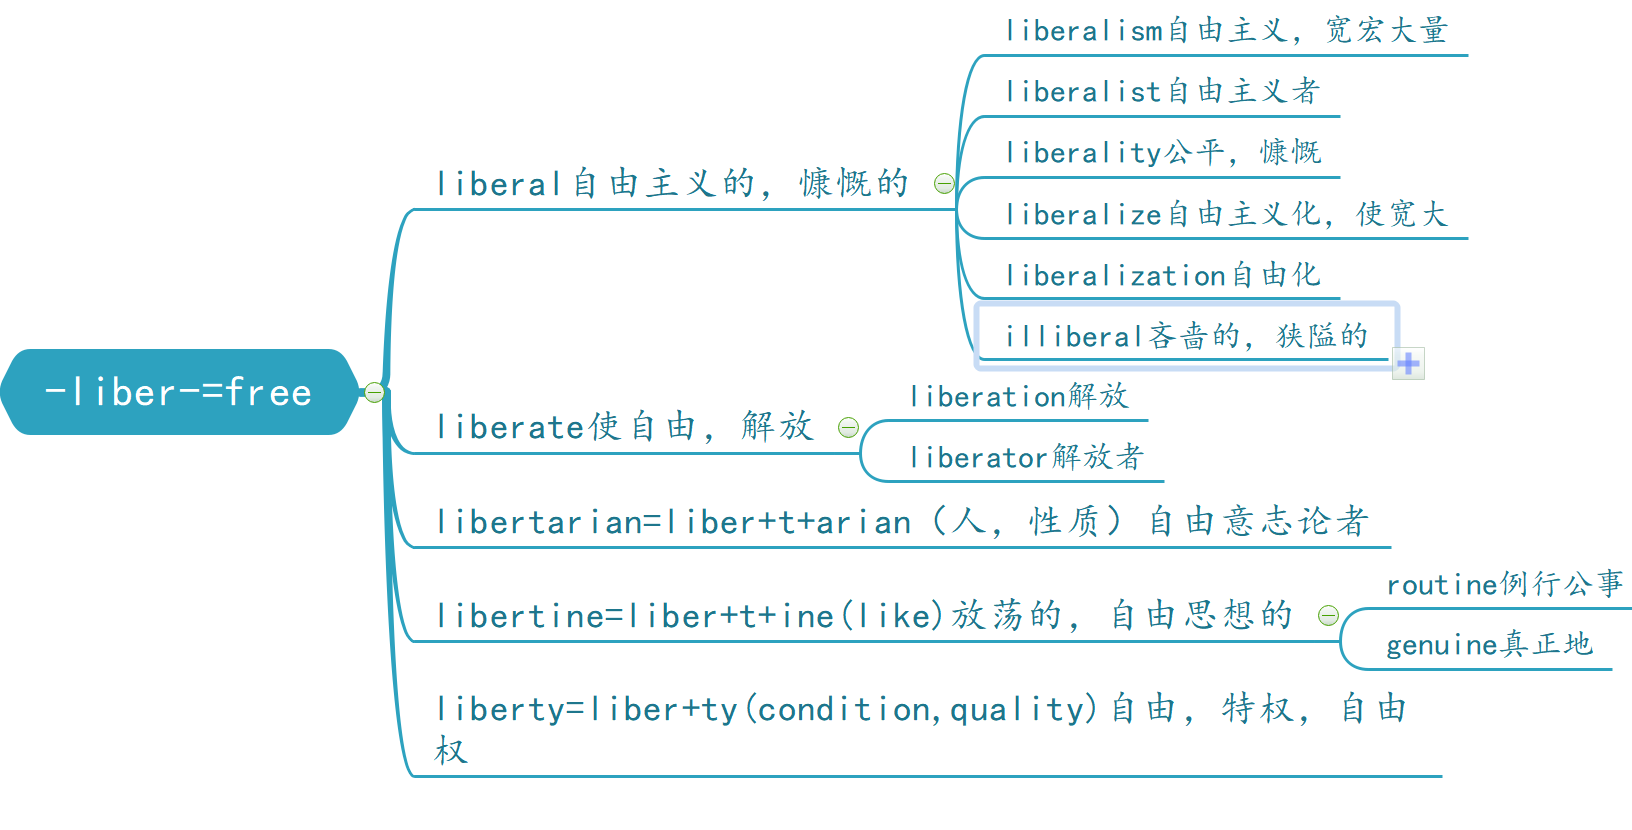 -liber-=free
liberal自由主义的，慷慨的
liberalism自由主义，宽宏大量
liberalist自由主义者
liberality公平，慷慨
liberalize自由主义化，使宽大
liberalization自由化
illiberal吝啬的，狭隘的
liberate使自由，解放
liberation解放
liberator解放者
libertarian=liber+t+arian（人，性质）自由意志论者
libertine=liber+t+ine(like)放荡的，自由思想的
routine例行公事
genuine真正地
liberty=liber+ty(condition,quality)自由，特权，自由
权